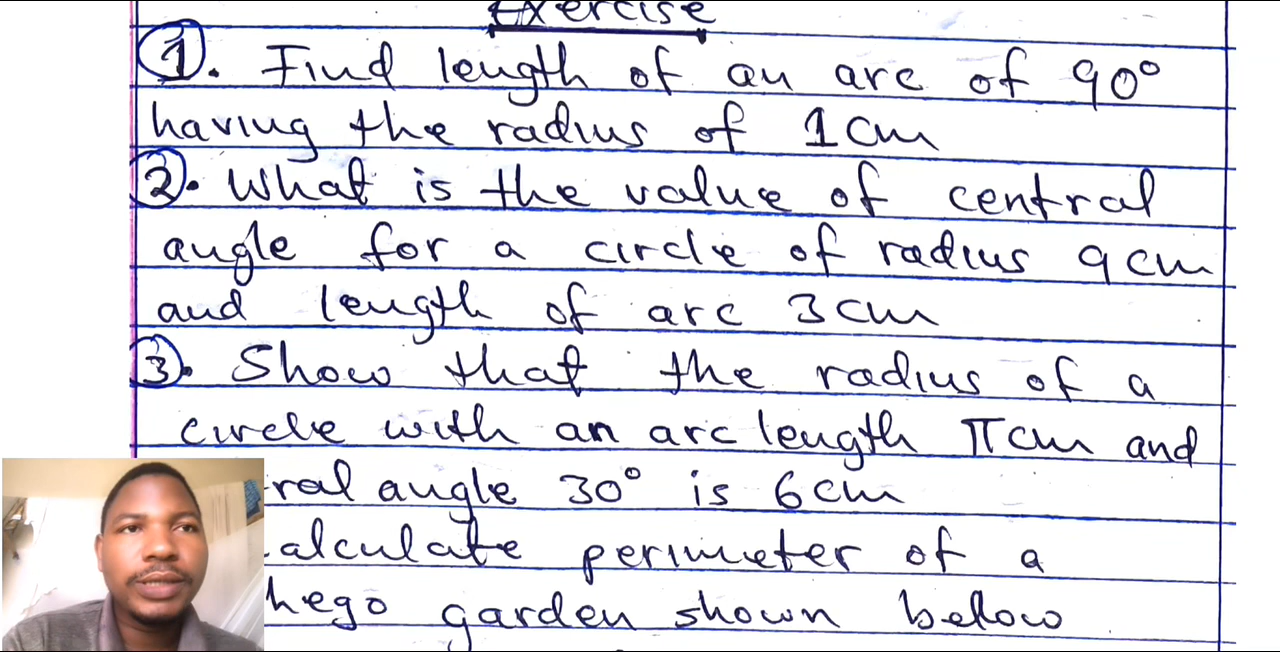 Exercise
1. Find length of an arc of 90°
having the radius of 1cm
2. What is the value of central
angle for a circle of radius 9cm
and length of arc 3cm
3. Show that the radius of a
circle with an arc length πcm and
ral angle 30° is 6cm
alculate perimeter of a
hego garden shown below